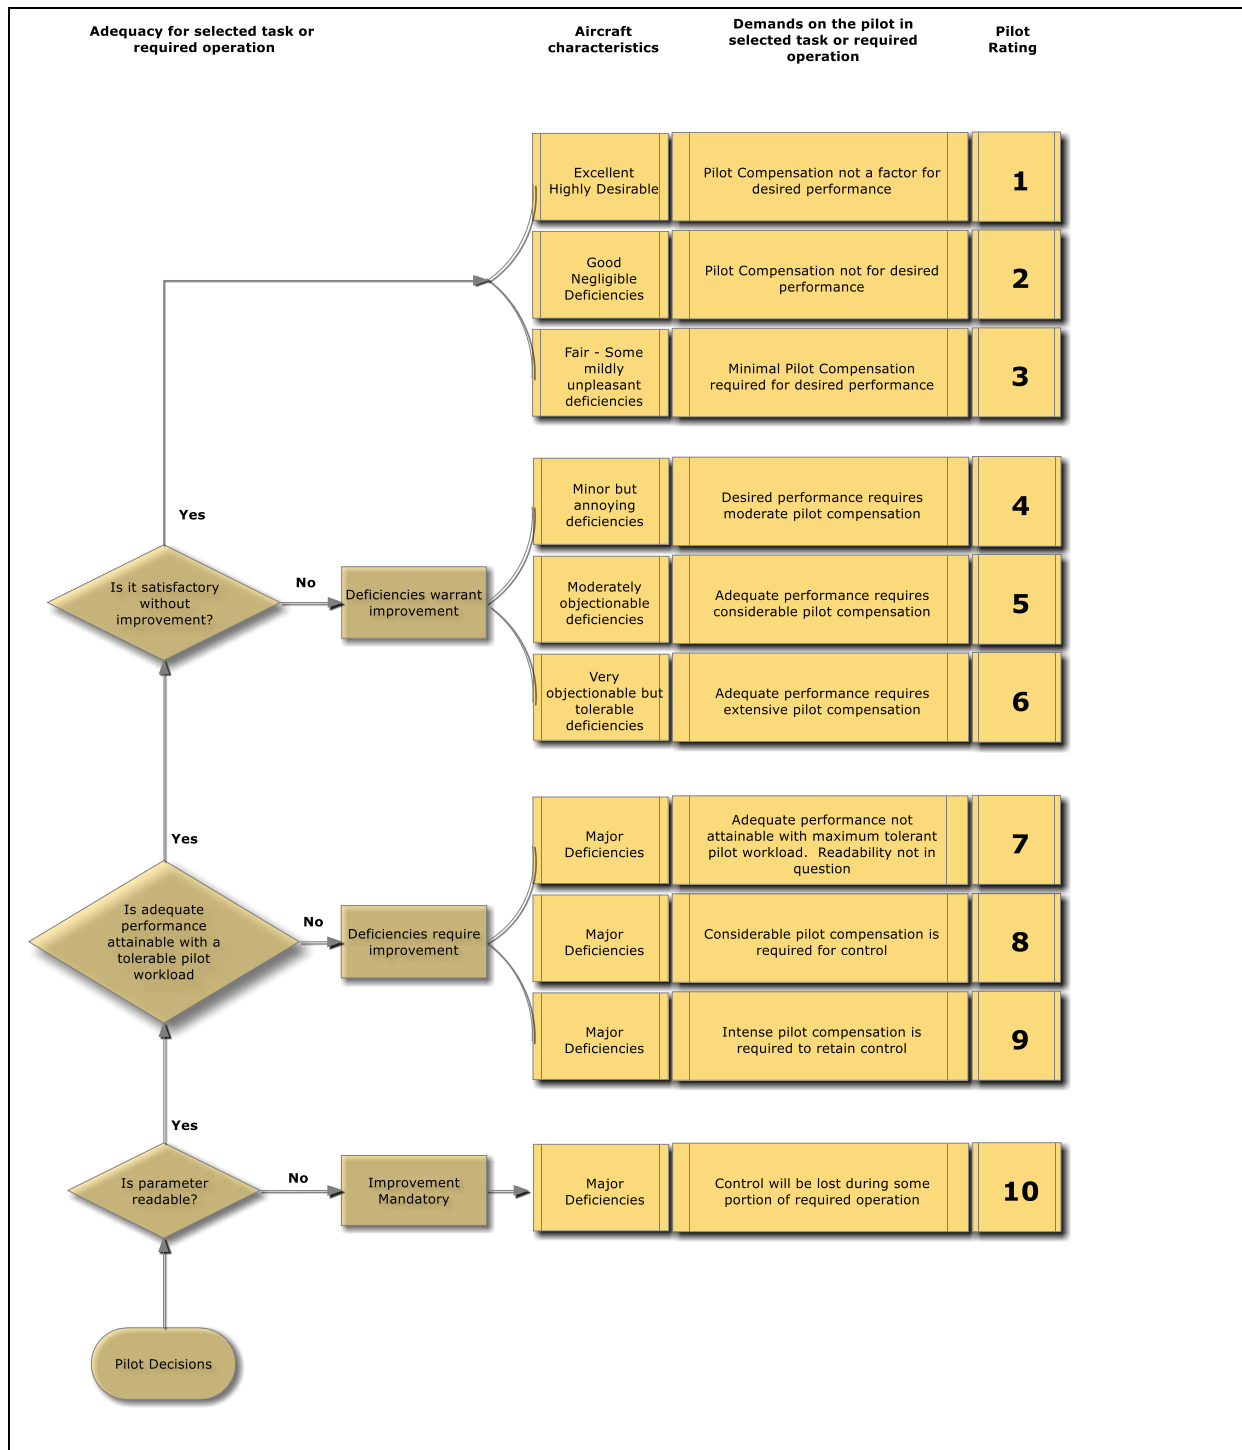 Adequacy for selected task or
required operation
Aircraft
characteristics
Demands on the pilot in
selected task or required
operation
Pilot
Rating
Excellent
Highly Desirable
Pilot Compensation not a factor for
desired performance
1
Good
Negligible
Deficiencies
Pilot Compensation not for desired
performance
2
Fair - Some
mildly
unpleasant
deficiencies
Minimal Pilot Compensation
required for desired performance
3
Yes
Is it satisfactory
without
improvement?
No
Deficiencies warrant
improvement
Minor but
annoying
deficiencies
Desired performance requires
moderate pilot compensation
4
Moderately
objectionable
deficiencies
Adequate performance requires
considerable pilot compensation
5
Very
objectionable but
tolerable
deficiencies
Adequate performance requires
extensive pilot compensation
6
Yes
Is adequate
performance
attainable with a
tolerable pilot
workload
No
Deficiencies require
improvement
Major
Deficiencies
Adequate performance not
attainable with maximum tolerant
pilot workload.  Readability not in
question
7
Major
Deficiencies
Considerable pilot compensation is
required for control
8
Major
Deficiencies
Intense pilot compensation is
required to retain control
9
Yes
Is parameter
readable?
No
Improvement
Mandatory
Major
Deficiencies
Control will be lost during some
portion of required operation
10
Pilot Decisions